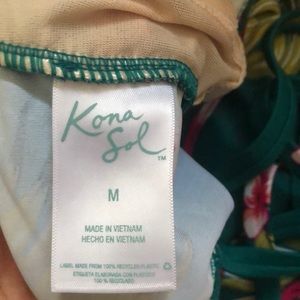 Kona
Sol
TM
M
MADE IN VIETNAM
HECHO EN VIETNAM
LABEL MADE FROM 100% RECYCLED PLASTIC
ETIQUETA ELABORADA CON PLÁSTICO
100 % RECICLADO